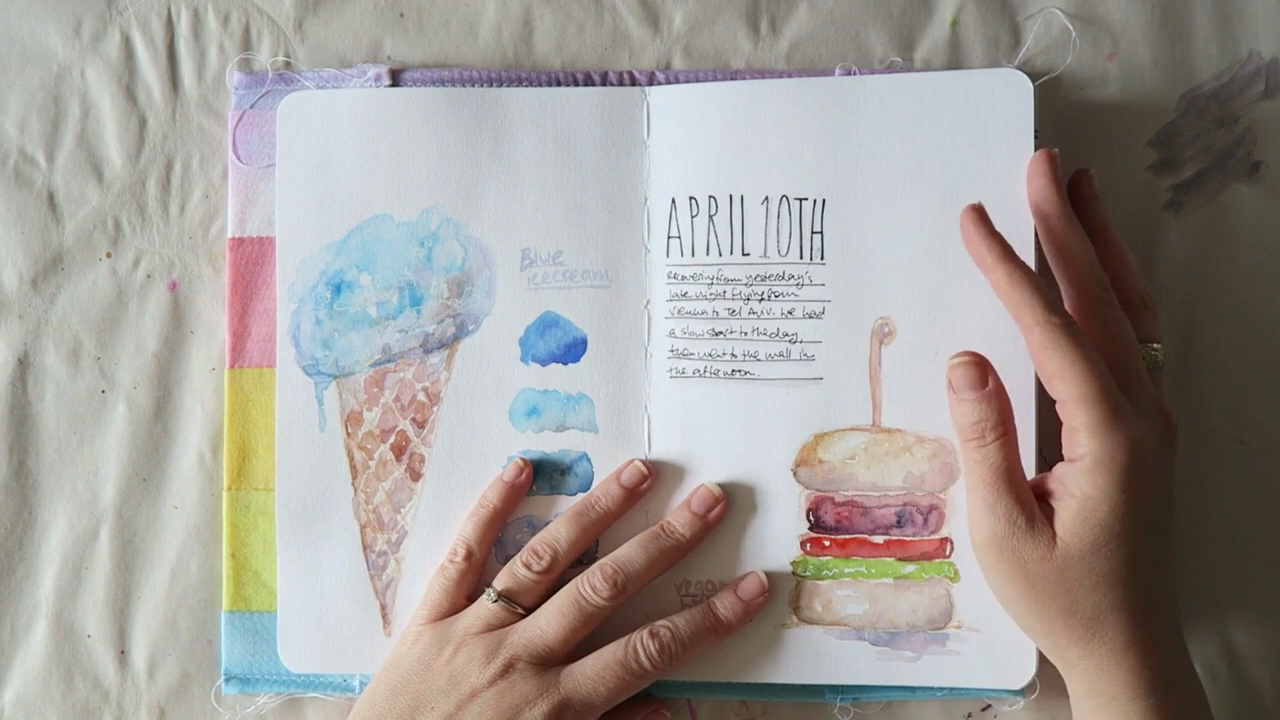 Blue
icecream
APRIL 10TH
Recovering from yesterday's
late night flying from
Vienna to Tel Aviv. We had
a slow start to the day,
then went to the mall in
the afternoon.
vegan